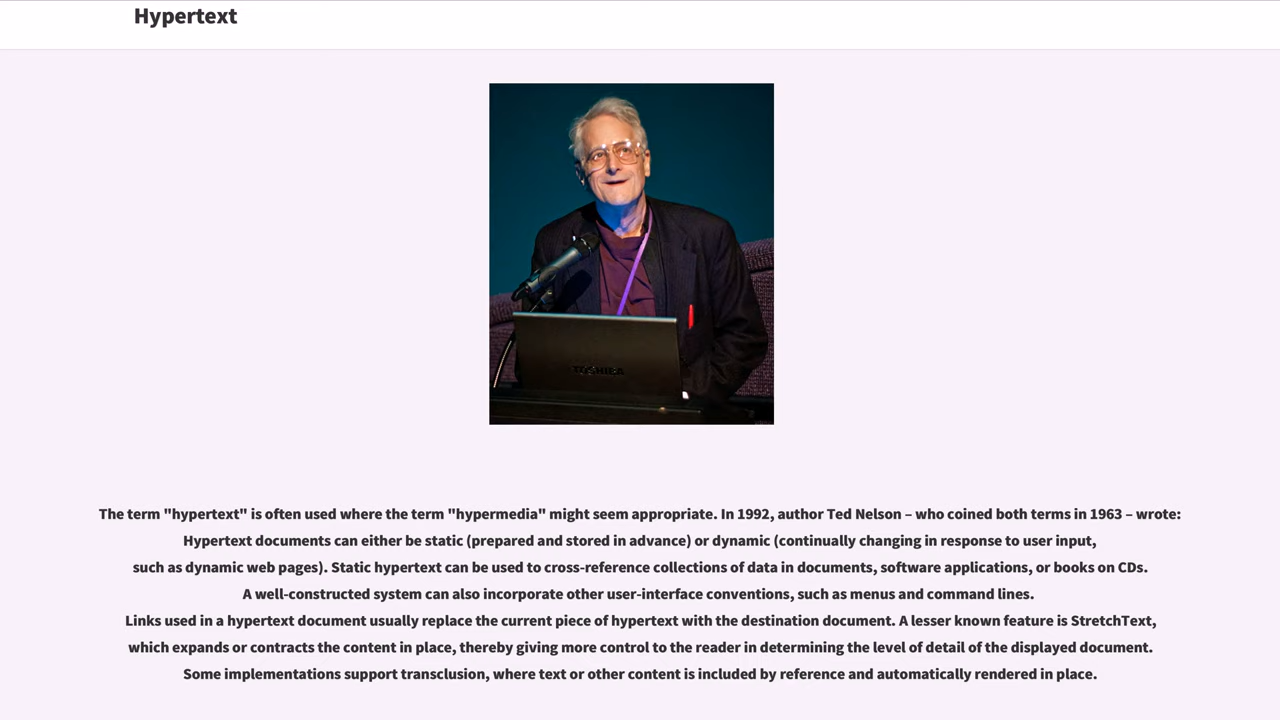 Hypertext
TOSHIBA
The term "hypertext" is often used where the term "hypermedia" might seem appropriate. In 1992, author Ted Nelson – who coined both terms in 1963 – wrote:
Hypertext documents can either be static (prepared and stored in advance) or dynamic (continually changing in response to user input,
such as dynamic web pages). Static hypertext can be used to cross-reference collections of data in documents, software applications, or books on CDs.
A well-constructed system can also incorporate other user-interface conventions, such as menus and command lines.
Links used in a hypertext document usually replace the current piece of hypertext with the destination document. A lesser known feature is StretchText,
which expands or contracts the content in place, thereby giving more control to the reader in determining the level of detail of the displayed document.
Some implementations support transclusion, where text or other content is included by reference and automatically rendered in place.